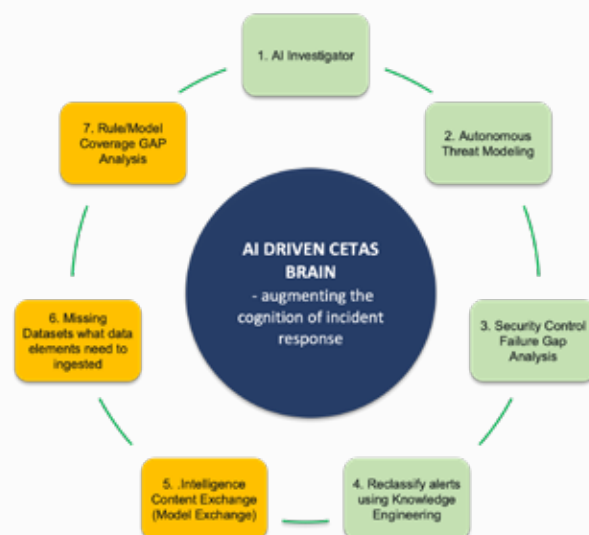 1. AI Investigator
2. Autonomous
Threat Modeling
3. Security Control
Failure Gap
Analysis
4. Reclassify alerts
using Knowledge
Engineering
5. .Intelligence
Content Exchange
(Model Exchange)
6. Missing
Datasets what data
elements need to
ingested
7. Rule/Model
Coverage GAP
Analysis
AI DRIVEN CETAS
BRAIN
- augmenting the
cognition of incident
response